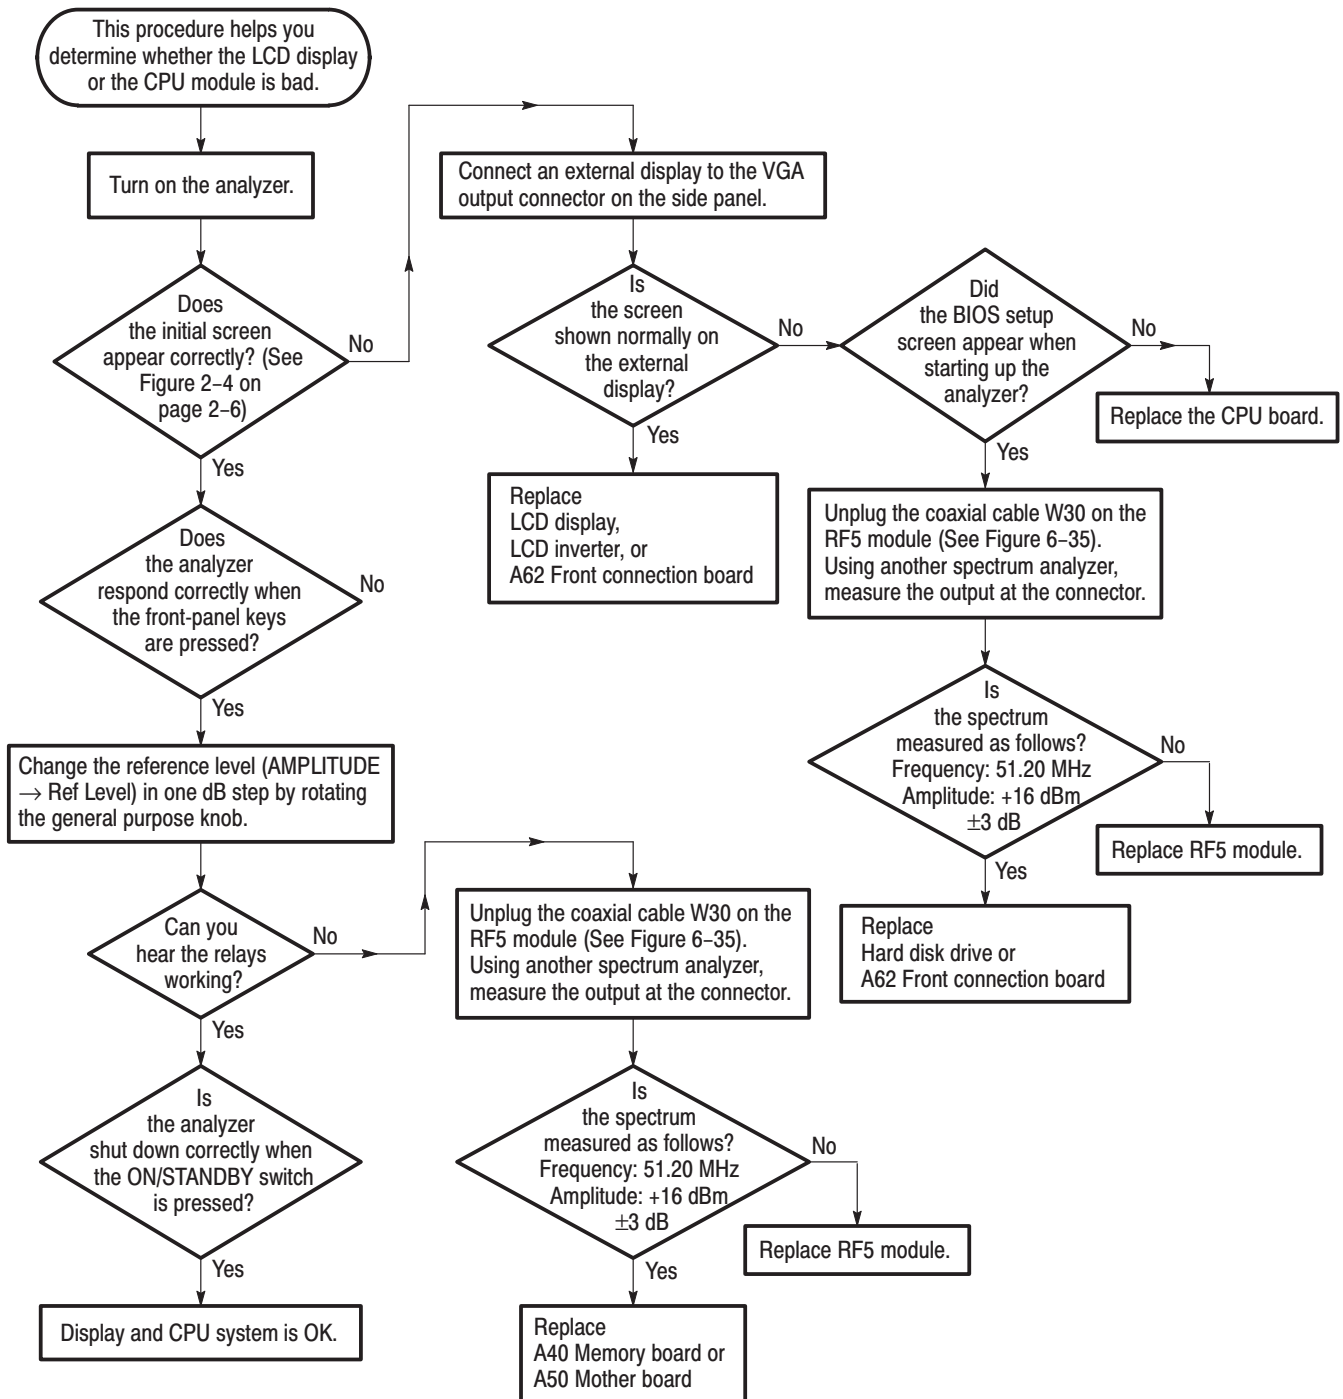 This procedure helps you
determine whether the LCD display
or the CPU module is bad.
Turn on the analyzer.
Does
the initial screen
appear correctly? (See
Figure 2–4 on
page 2–6)
No
Yes
Does
the analyzer
respond correctly when
the front-panel keys
are pressed?
No
Yes
Change the reference level (AMPLITUDE
→ Ref Level) in one dB step by rotating
the general purpose knob.
Can you
hear the relays
working?
No
Yes
Is
the analyzer
shut down correctly when
the ON/STANDBY switch
is pressed?
Yes
Display and CPU system is OK.
Connect an external display to the VGA
output connector on the side panel.
Is
the screen
shown normally on
the external
display?
No
Yes
Replace
LCD display,
LCD inverter, or
A62 Front connection board
Did
the BIOS setup
screen appear when
starting up the
analyzer?
No
Replace the CPU board.
Yes
Unplug the coaxial cable W30 on the
RF5 module (See Figure 6–35).
Using another spectrum analyzer,
measure the output at the connector.
Is
the spectrum
measured as follows?
Frequency: 51.20 MHz
Amplitude: +16 dBm
±3 dB
No
Replace RF5 module.
Yes
Replace
Hard disk drive or
A62 Front connection board
Unplug the coaxial cable W30 on the
RF5 module (See Figure 6–35).
Using another spectrum analyzer,
measure the output at the connector.
Is
the spectrum
measured as follows?
Frequency: 51.20 MHz
Amplitude: +16 dBm
±3 dB
No
Replace RF5 module.
Yes
Replace
A40 Memory board or
A50 Mother board